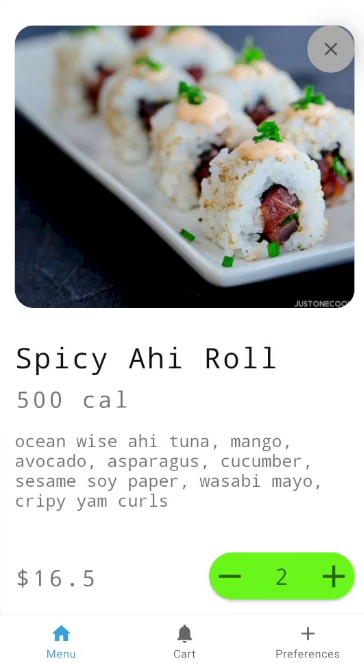 JUSTONECOO
Spicy Ahi Roll
500 cal
ocean wise ahi tuna, mango,
avocado, asparagus, cucumber,
sesame soy paper, wasabi mayo,
cripy yam curls
$16.5
2
Menu
Cart
Preferences